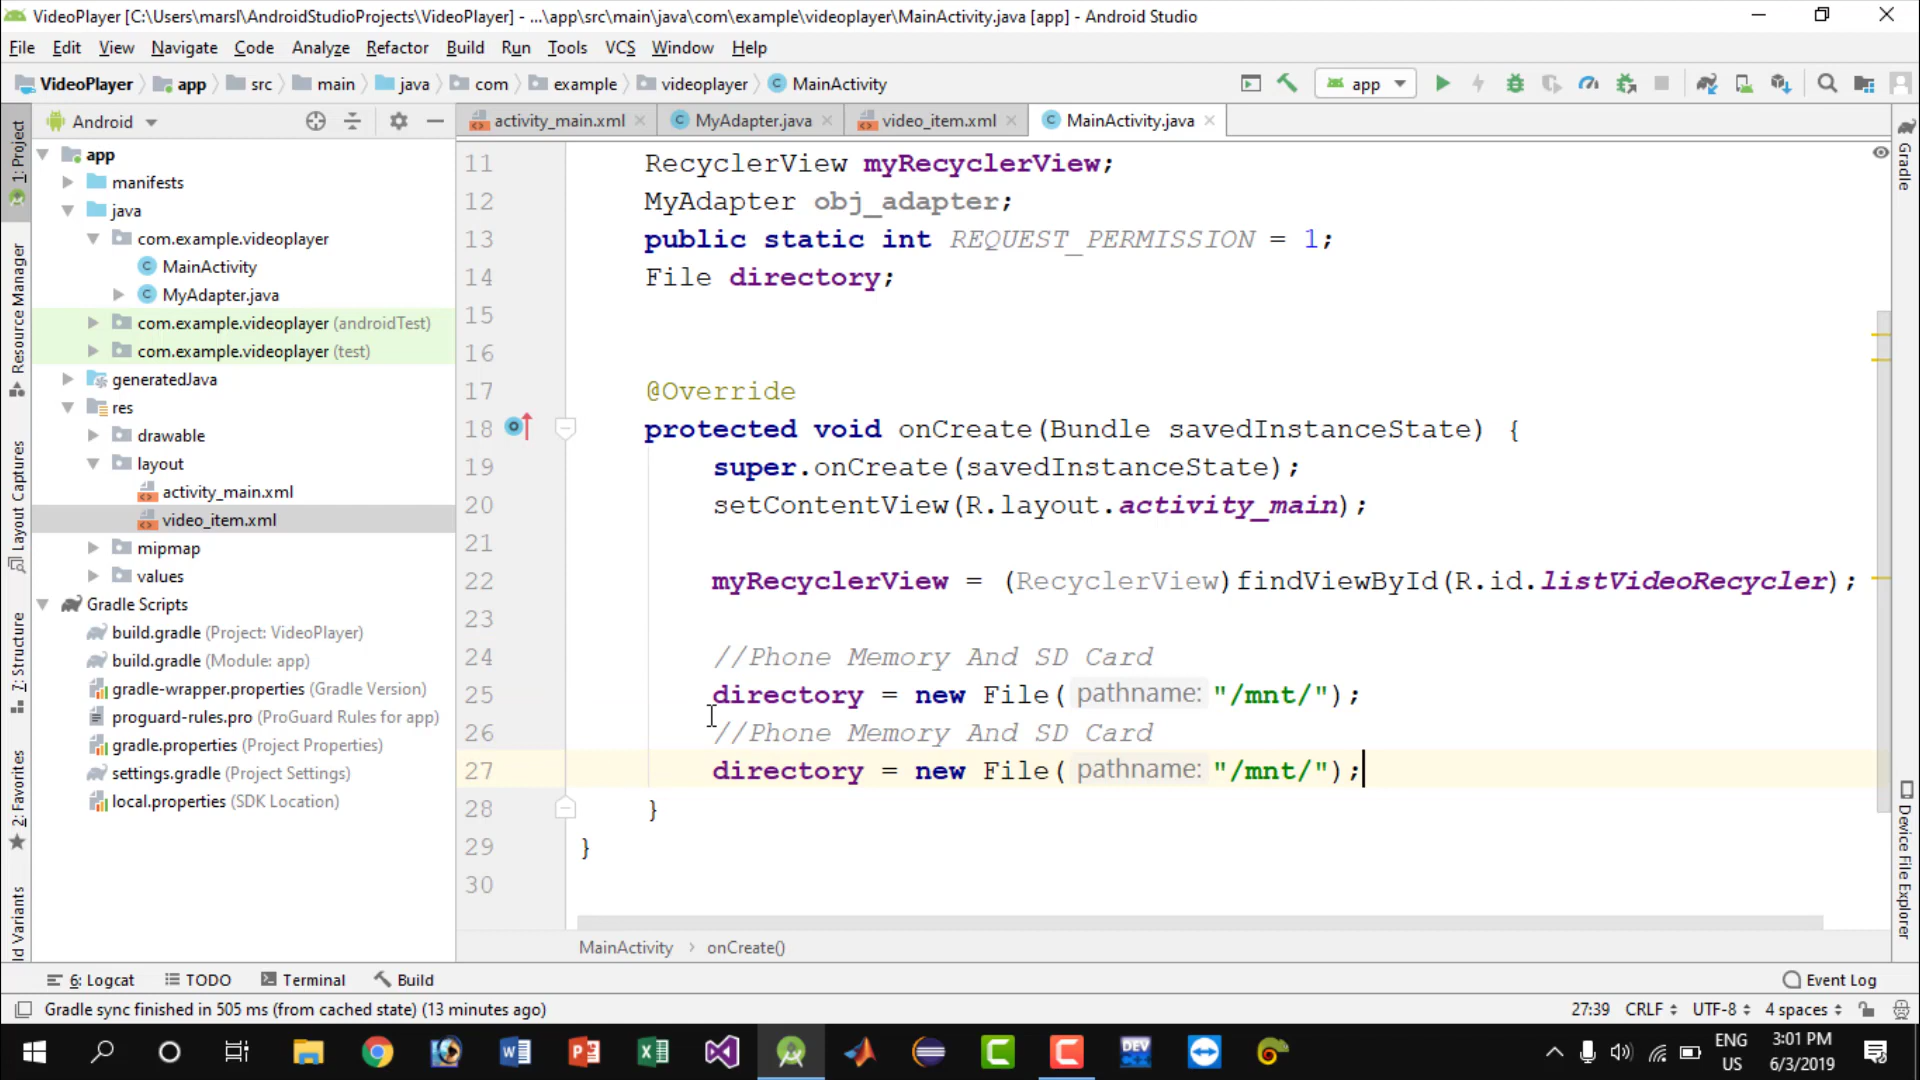 VideoPlayer [C:\Users\marsl\AndroidStudioProjects\VideoPlayer] - ...\app\src\main\java\com\example\videoplayer\MainActivity.java [app] - Android Studio
File Edit View Navigate Code Analyze Refactor Build Run Tools VCS Window Help
VideoPlayer app src main java com example videoplayer MainActivity
app
Android
activity_main.xml MyAdapter.java video_item.xml MainActivity.java
1: Project
Resource Manager
Layout Captures
7: Structure
2: Favorites
ld Variants
app
manifests
java
com.example.videoplayer
MainActivity
MyAdapter.java
com.example.videoplayer (androidTest)
com.example.videoplayer (test)
generatedJava
res
drawable
layout
activity_main.xml
video_item.xml
mipmap
values
Gradle Scripts
build.gradle (Project: VideoPlayer)
build.gradle (Module: app)
gradle-wrapper.properties (Gradle Version)
proguard-rules.pro (ProGuard Rules for app)
gradle.properties (Project Properties)
settings.gradle (Project Settings)
local.properties (SDK Location)
11 RecyclerView myRecyclerView;
12 MyAdapter obj_adapter;
13 public static int REQUEST_PERMISSION = 1;
14 File directory;
15
16
17 @Override
18 protected void onCreate(Bundle savedInstanceState) {
19 super.onCreate(savedInstanceState);
20 setContentView(R.layout.activity_main);
21
22 myRecyclerView = (RecyclerView)findViewById(R.id.listVideoRecycler);
23
24 //Phone Memory And SD Card
25 directory = new File( pathname: "/mnt/");
26 //Phone Memory And SD Card
27 directory = new File( pathname: "/mnt/");
28 }
29 }
30
MainActivity onCreate()
Gradle
Device File Explorer
6: Logcat TODO Terminal Build Event Log
Gradle sync finished in 505 ms (from cached state) (13 minutes ago) 27:39 CRLF UTF-8 4 spaces
DEV
ENG
US
3:01 PM
6/3/2019